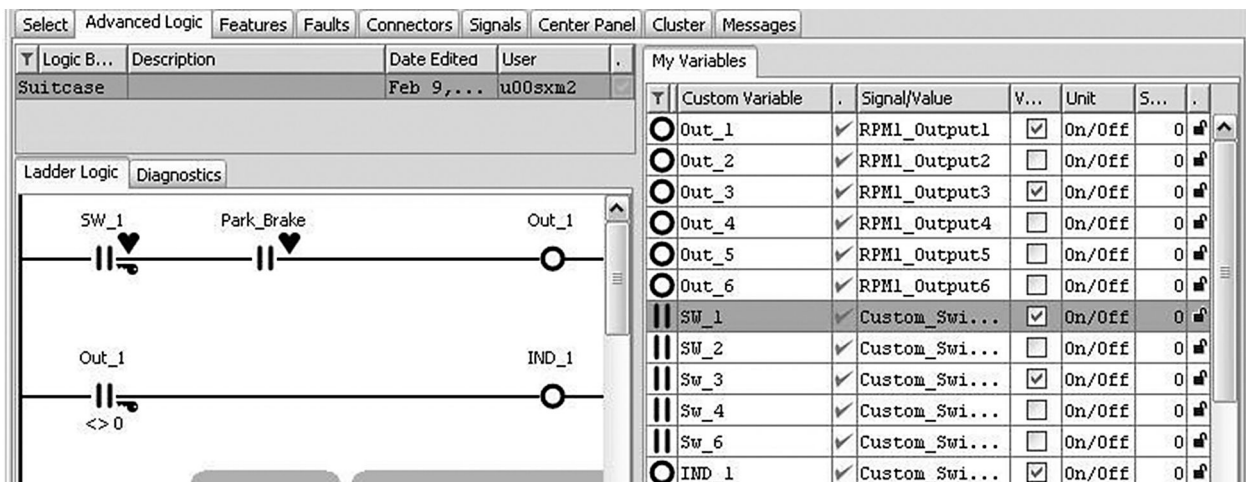 Select Advanced Logic Features Faults Connectors Signals Center Panel Cluster Messages
Logic B... Description Date Edited User .
Suitcase Feb 9,... u00sxm2
Ladder Logic Diagnostics
SW_1 Park_Brake Out_1
Out_1 IND_1
<> 0
My Variables
Custom Variable . Signal/Value V... Unit S... .
Out_1 RPM1_Output1 On/Off 0
Out_2 RPM1_Output2 On/Off 0
Out_3 RPM1_Output3 On/Off 0
Out_4 RPM1_Output4 On/Off 0
Out_5 RPM1_Output5 On/Off 0
Out_6 RPM1_Output6 On/Off 0
SW_1 Custom_Swi... On/Off 0
SW_2 Custom_Swi... On/Off 0
Sw_3 Custom_Swi... On/Off 0
Sw_4 Custom_Swi... On/Off 0
Sw_6 Custom_Swi... On/Off 0
IND_1 Custom_Swi... On/Off 0